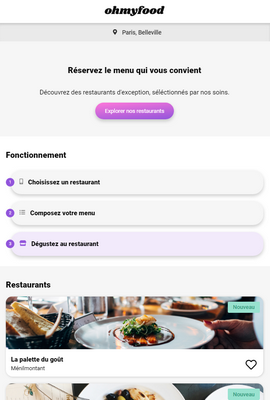 ohmyfood
Paris, Belleville
Réservez le menu qui vous convient
Découvrez des restaurants d'exception, séléctionnés par nos soins.
Explorer nos restaurants
Fonctionnement
1 Choisissez un restaurant
2 Composez votre menu
3 Dégustez au restaurant
Restaurants
Nouveau
La palette du goût
Ménilmontant
Nouveau